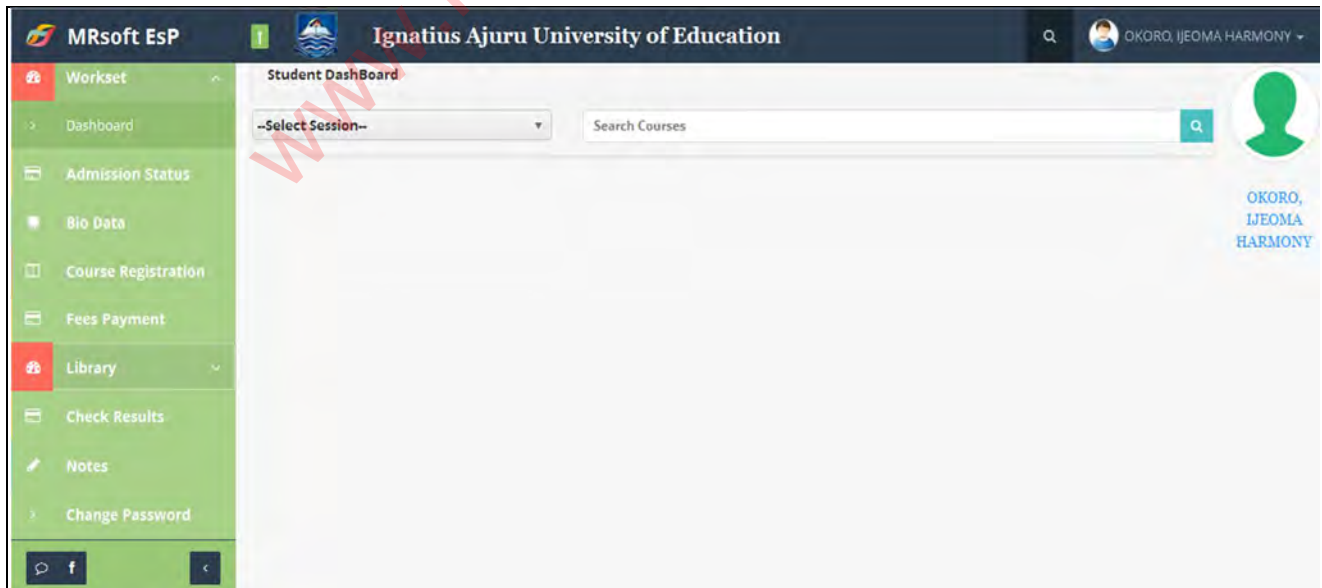 MRsoft EsP
Ignatius Ajuru University of Education
OKORO, IJEOMA HARMONY
Workset
Dashboard
Admission Status
Bio Data
Course Registration
Fees Payment
Library
Check Results
Notes
Change Password
Student DashBoard
--Select Session--
Search Courses
OKORO,
IJEOMA
HARMONY
www.